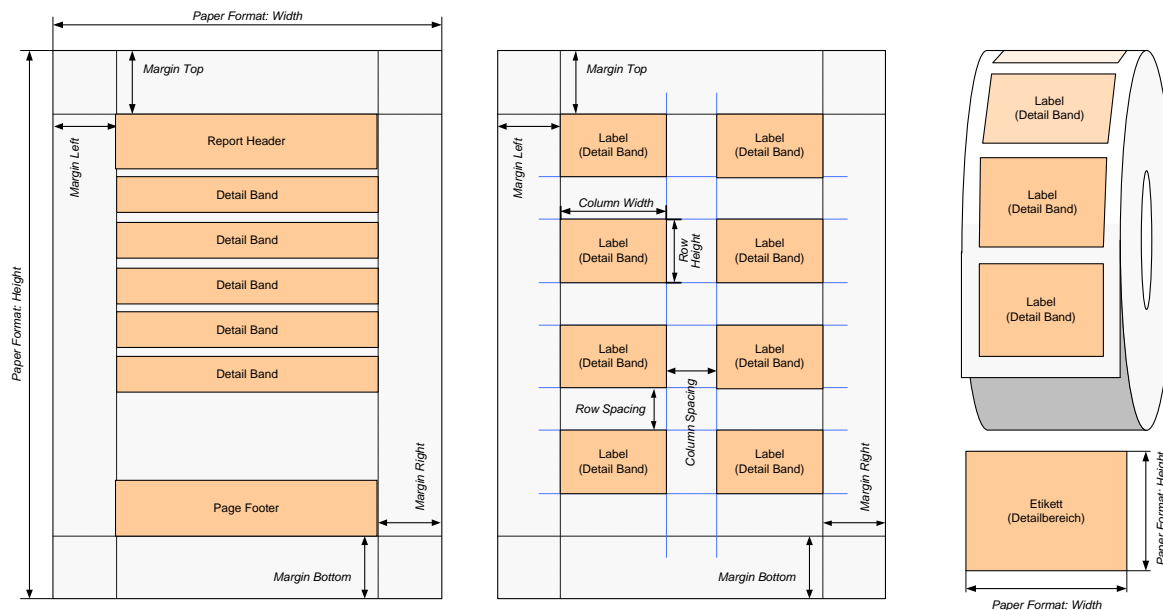 Paper Format: Width
Paper Format: Height
Margin Top
Margin Left
Report Header
Detail Band
Detail Band
Detail Band
Detail Band
Detail Band
Margin Right
Page Footer
Margin Bottom
Margin Top
Margin Left
Label
(Detail Band)
Label
(Detail Band)
Column Width
Label
(Detail Band)
Row
Height
Label
(Detail Band)
Label
(Detail Band)
Label
(Detail Band)
Row Spacing
Column Spacing
Label
(Detail Band)
Label
(Detail Band)
Margin Right
Margin Bottom
Label
(Detail Band)
Label
(Detail Band)
Label
(Detail Band)
Etikett
(Detailbereich)
Paper Format: Height
Paper Format: Width